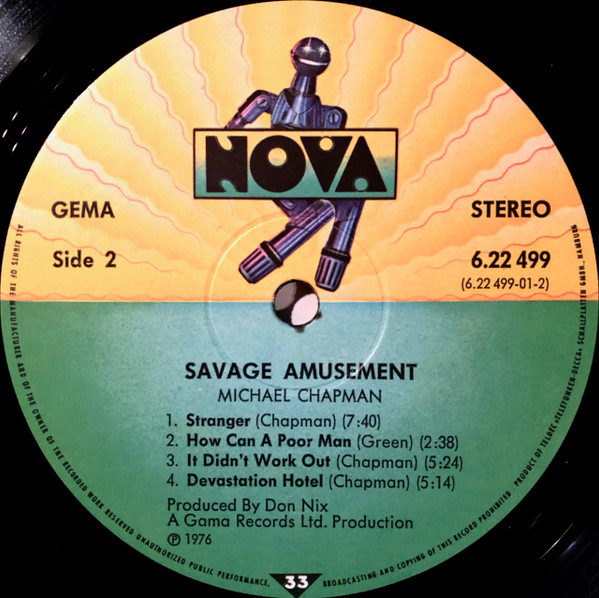 NOVA
GEMA
STEREO
Side 2
6.22 499
(6.22 499-01-2)
SAVAGE AMUSEMENT
MICHAEL CHAPMAN
1. Stranger (Chapman) (7:40)
2. How Can A Poor Man (Green) (2:38)
3. It Didn't Work Out (Chapman) (5:24)
4. Devastation Hotel (Chapman) (5:14)
Produced By Don Nix
A Gama Records Ltd. Production
Ⓟ 1976
ALL RIGHTS OF THE MANUFACTURER AND OF THE OWNER OF THE RECORDED WORK RESERVED UNAUTHORIZED PUBLIC PERFORMANCE, BROADCASTING AND COPYING OF THIS RECORD PROHIBITED · PRODUCT OF TELDEC »TELEFUNKEN-DECCA« SCHALLPLATTEN GMBH., HAMBURG
33